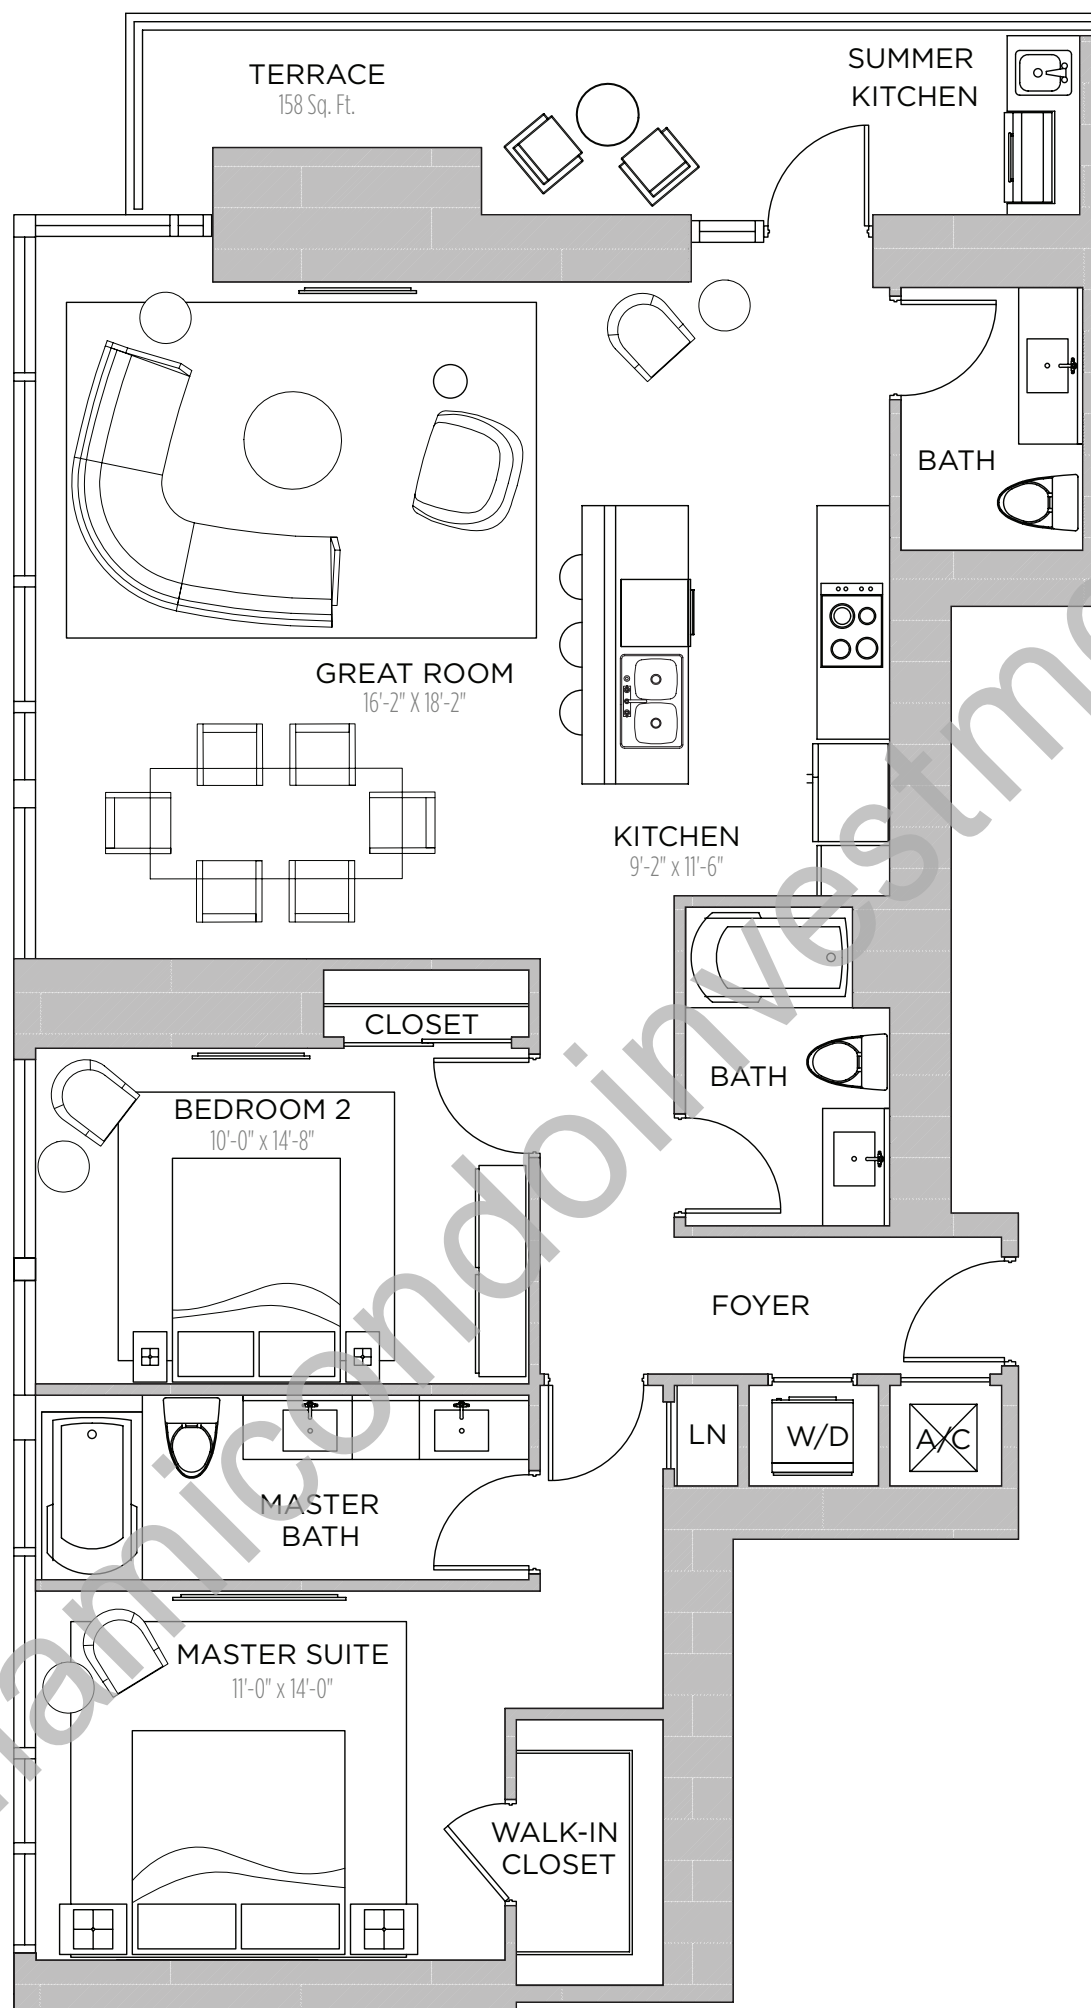 TERRACE
158 Sq. Ft.
SUMMER
KITCHEN
BATH
GREAT ROOM
16'-2" X 18'-2"
KITCHEN
9'-2" x 11'-6"
CLOSET
BATH
BEDROOM 2
10'-0" x 14'-8"
FOYER
LN
W/D
A/C
MASTER
BATH
MASTER SUITE
11'-0" x 14'-0"
WALK-IN
CLOSET
amicondoinvestm